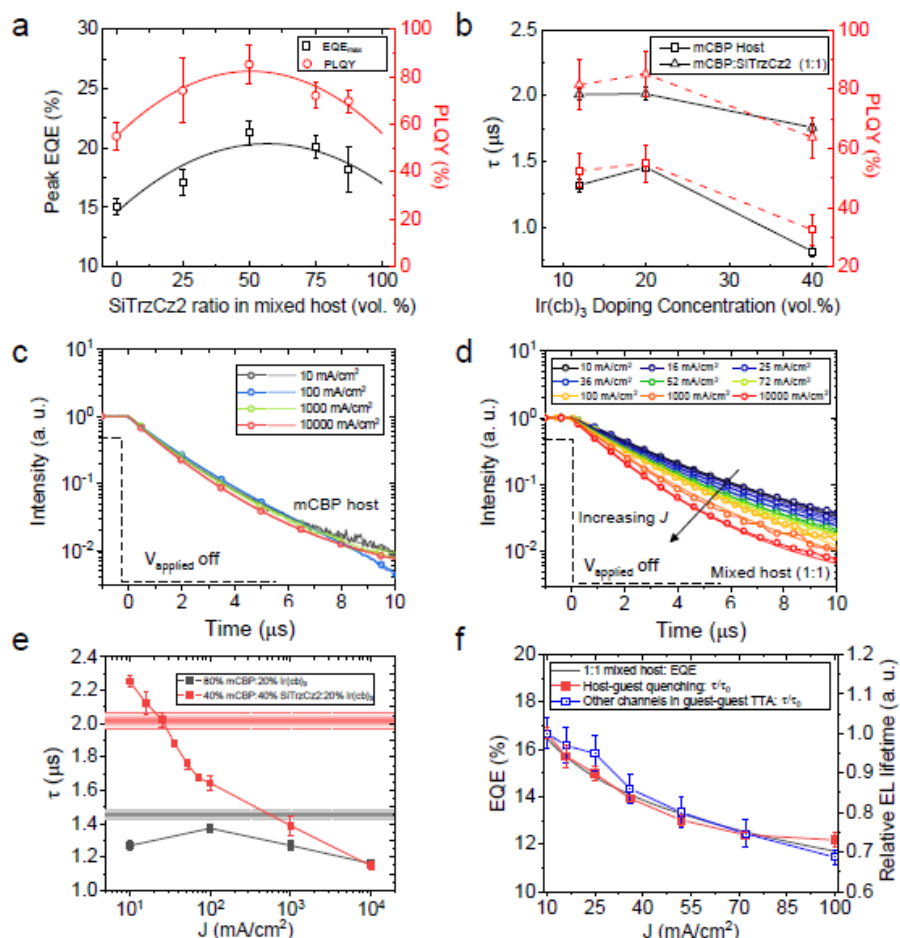 a
30
25
20
15
10
Peak EQE (%)
EQEmax
PLQY
100
80
60
40
20
0
PLQY (%)
0 25 50 75 100
SiTrzCz2 ratio in mixed host (vol. %)
b
2.5
2.0
1.5
1.0
τ (μs)
mCBP Host
mCBP:SiTrzCz2 (1:1)
100
80
60
40
20
PLQY (%)
10 20 30 40
Ir(cb)3 Doping Concentration (vol.%)
c
10^0
10^-1
10^-2
Intensity (a. u.)
10 mA/cm²
100 mA/cm²
1000 mA/cm²
10000 mA/cm²
mCBP host
Vapplied off
0 2 4 6 8 10
Time (μs)
d
10^0
10^-1
10^-2
Intensity (a. u.)
10 mA/cm² 16 mA/cm² 25 mA/cm²
36 mA/cm² 52 mA/cm² 72 mA/cm²
100 mA/cm² 1000 mA/cm² 10000 mA/cm²
Increasing J
Vapplied off
Mixed host (1:1)
0 2 4 6 8 10
Time (μs)
e
2.4
2.2
2.0
1.8
1.6
1.4
1.2
1.0
τ (μs)
80% mCBP:20% Ir(cb)3
40% mCBP:40% SiTrzCz2:20% Ir(cb)3
10^1 10^2 10^3 10^4
J (mA/cm²)
f
20
18
16
14
12
10
EQE (%)
1:1 mixed host: EQE
Host-guest quenching: τ/τ0
Other channels in guest-guest TTA: τ/τ0
1.2
1.1
1.0
0.9
0.8
0.7
0.6
Relative EL lifetime (a. u.)
10 25 40 55 70 85 100
J (mA/cm²)